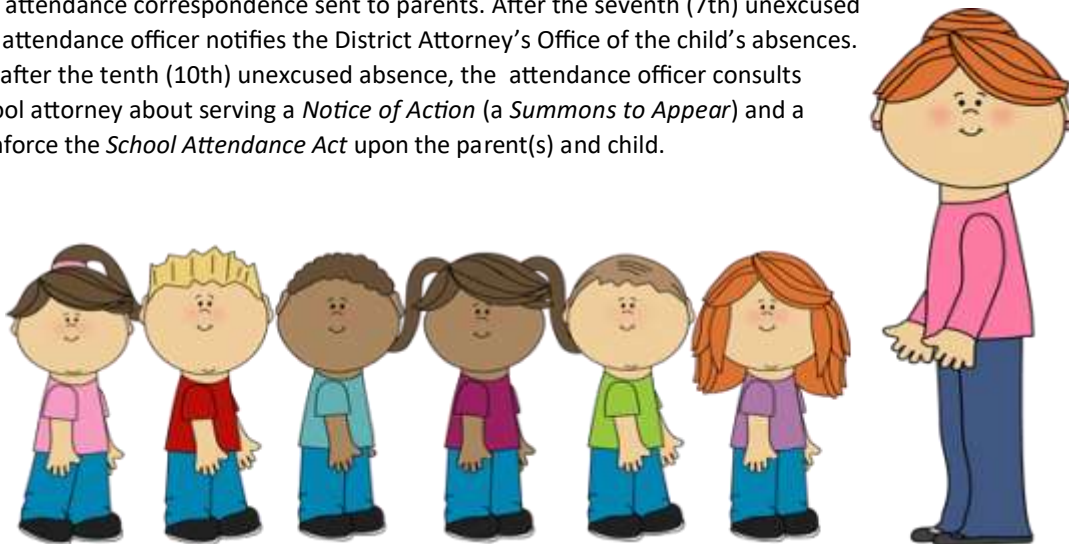 attendance correspondence sent to parents. After the seventh (7th) unexcused
attendance officer notifies the District Attorney's Office of the child's absences.
after the tenth (10th) unexcused absence, the attendance officer consults
attorney about serving a Notice of Action (a Summons to Appear) and a
the School Attendance Act upon the parent(s) and child.